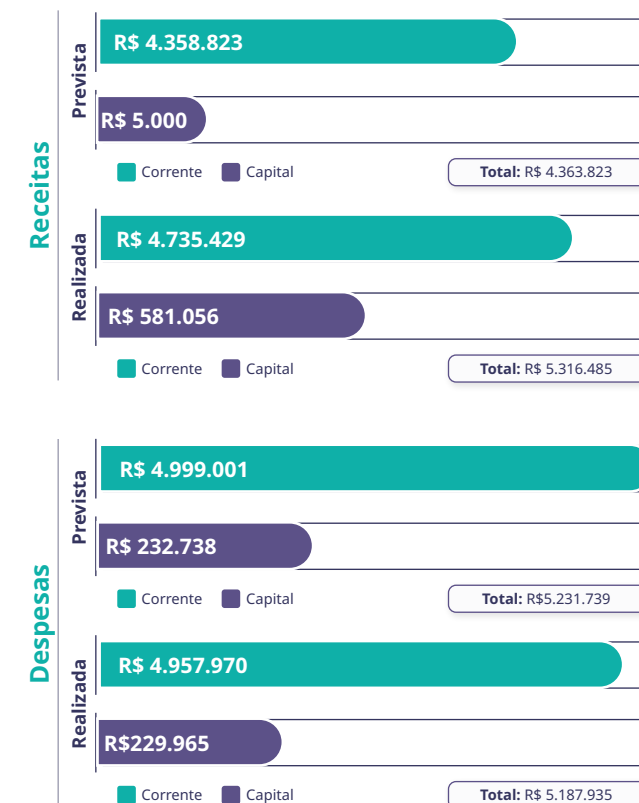 Receitas
Prevista
R$ 4.358.823
R$ 5.000
Corrente Capital
Total: R$ 4.363.823
Realizada
R$ 4.735.429
R$ 581.056
Corrente Capital
Total: R$ 5.316.485
Despesas
Prevista
R$ 4.999.001
R$ 232.738
Corrente Capital
Total: R$5.231.739
Realizada
R$ 4.957.970
R$229.965
Corrente Capital
Total: R$ 5.187.935